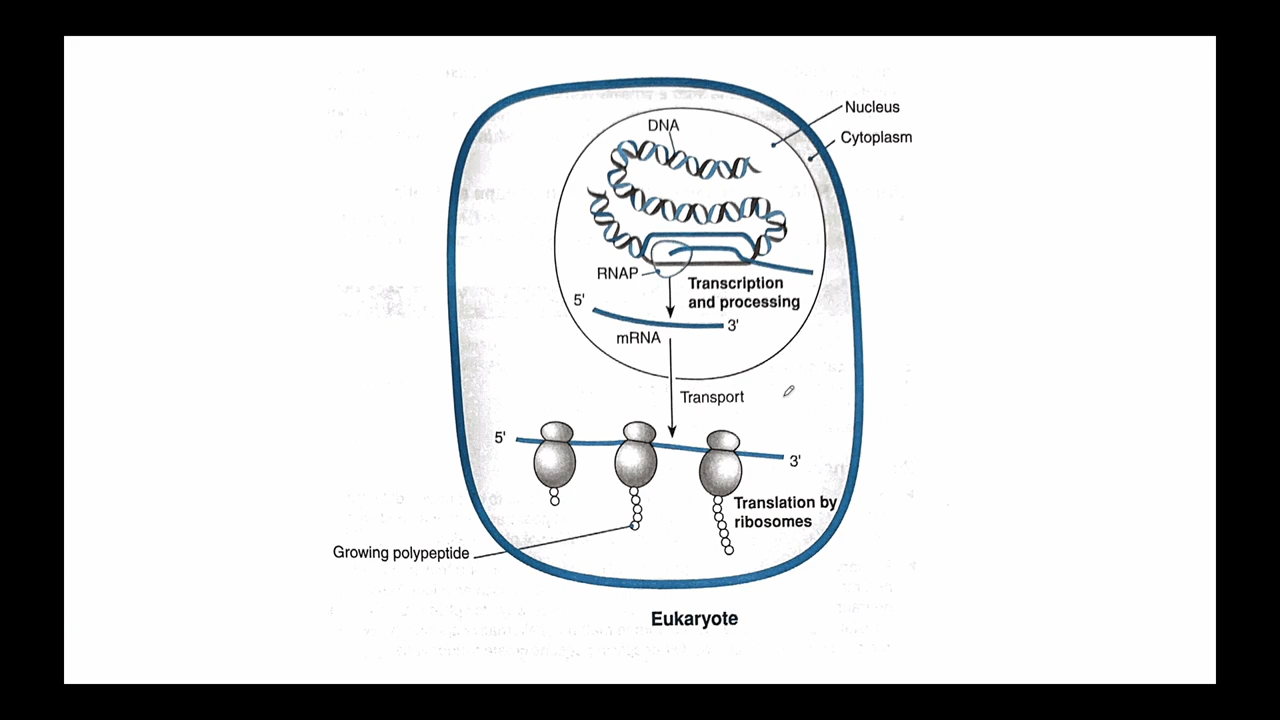 Nucleus
DNA
Cytoplasm
RNAP
Transcription
and processing
5'
3'
mRNA
Transport
5'
3'
Translation by
ribosomes
Growing polypeptide
Eukaryote